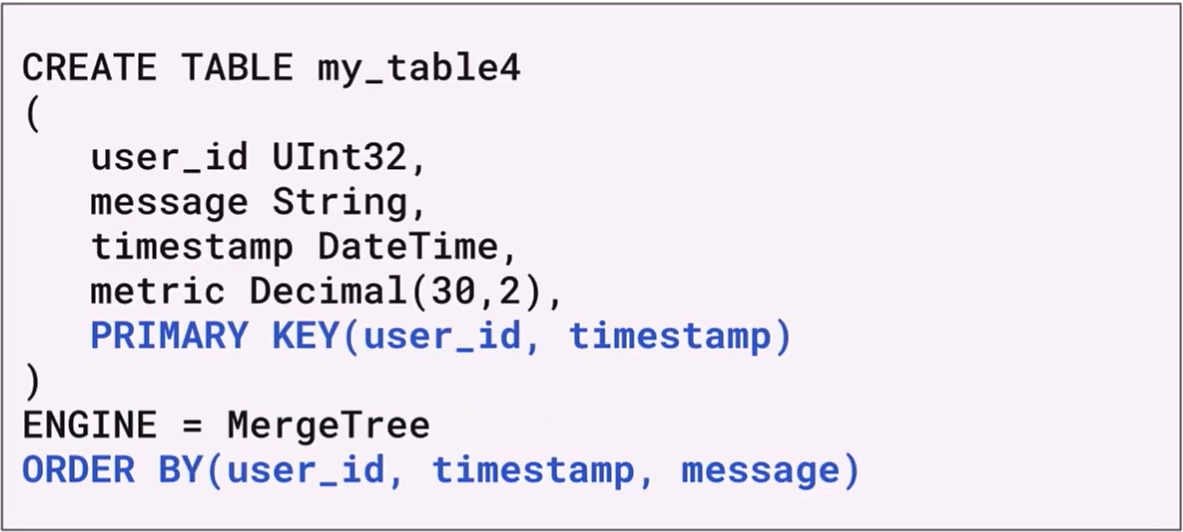 CREATE TABLE my_table4
(
   user_id UInt32,
   message String,
   timestamp DateTime,
   metric Decimal(30,2),
   PRIMARY KEY(user_id, timestamp)
)
ENGINE = MergeTree
ORDER BY(user_id, timestamp, message)